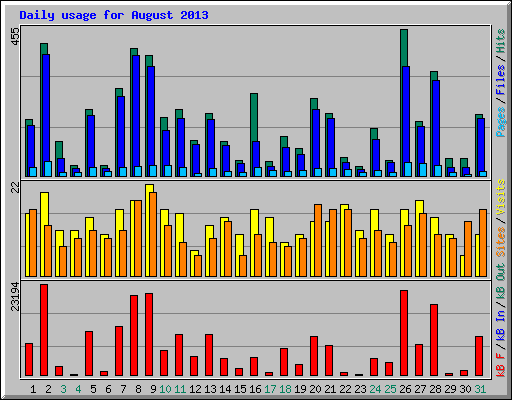 Daily usage for August 2013
455
Pages / Files / Hits
22
Sites / Visits
23194
kB F / kB In / kB Out
1 2 3 4 5 6 7 8 9 10 11 12 13 14 15 16 17 18 19 20 21 22 23 24 25 26 27 28 29 30 31